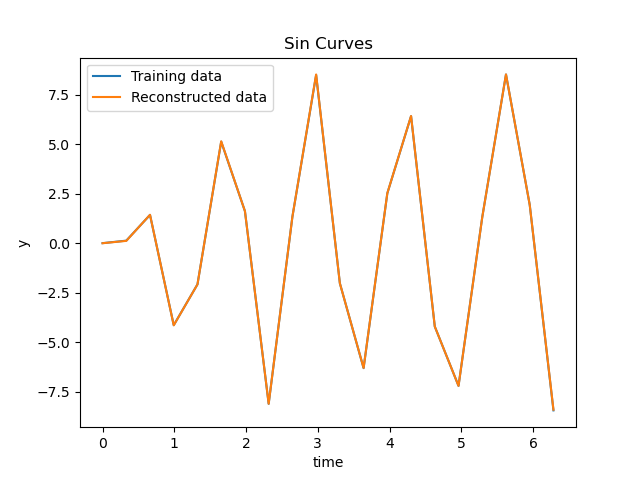 Sin Curves
Training data
Reconstructed data
7.5
5.0
2.5
0.0
−2.5
−5.0
−7.5
y
0 1 2 3 4 5 6
time